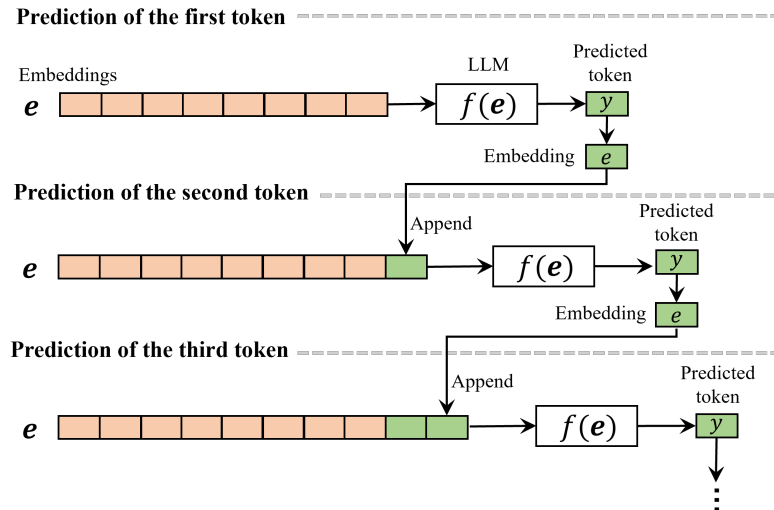 Prediction of the first token
Embeddings
LLM
Predicted
token
e
f(e)
y
Embedding
e
Prediction of the second token
Append
Predicted
token
e
f(e)
y
Embedding
e
Prediction of the third token
Append
Predicted
token
e
f(e)
y